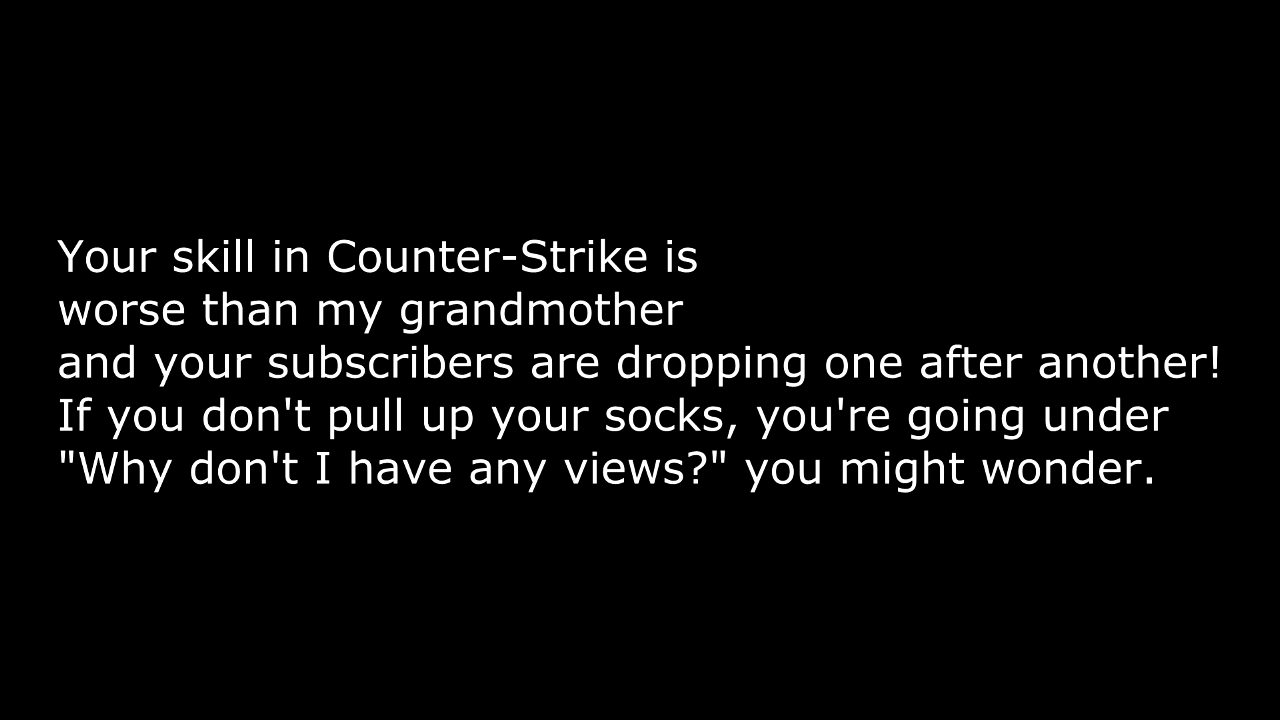 Your skill in Counter-Strike is
worse than my grandmother
and your subscribers are dropping one after another!
If you don't pull up your socks, you're going under
"Why don't I have any views?" you might wonder.